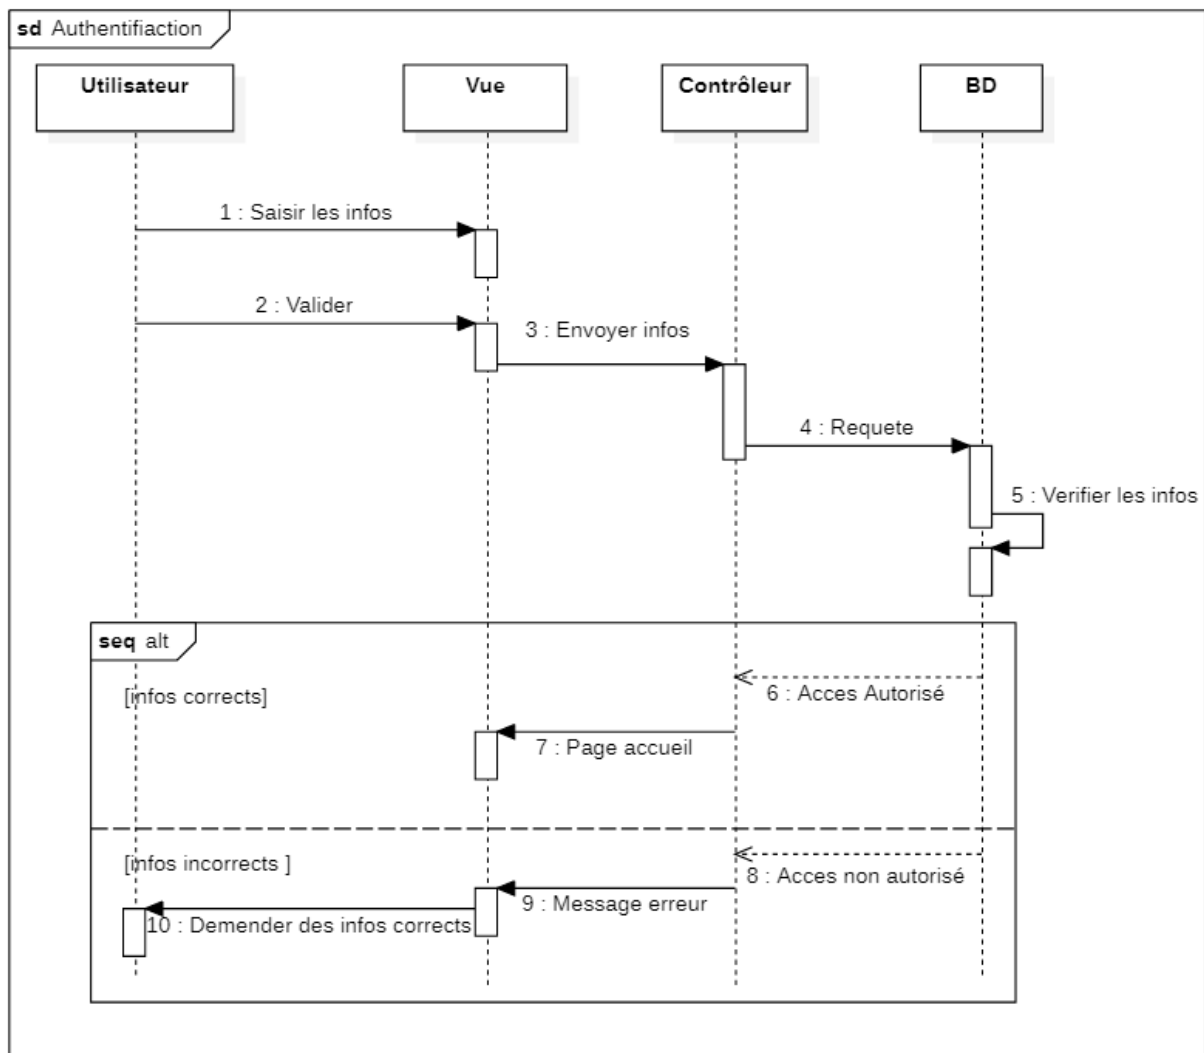 sd Authentifiaction
Utilisateur
Vue
Contrôleur
BD
1 : Saisir les infos
2 : Valider
3 : Envoyer infos
4 : Requete
5 : Verifier les infos
seq alt
[infos corrects]
6 : Acces Autorisé
7 : Page accueil
[infos incorrects ]
8 : Acces non autorisé
9 : Message erreur
10 : Demender des infos corrects